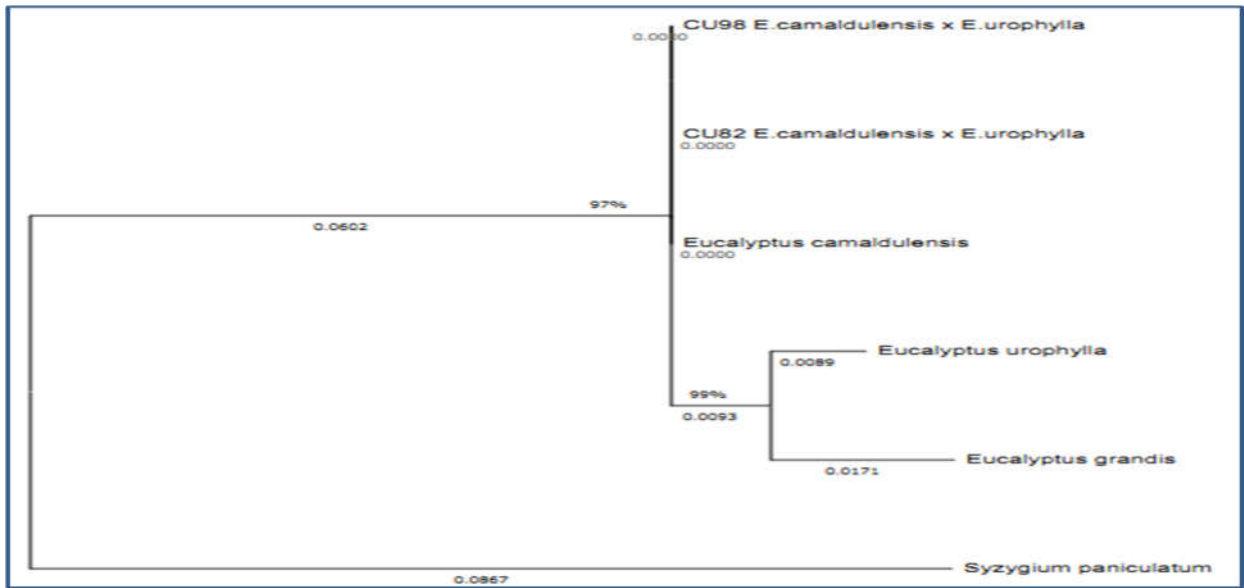 CU98 E.camaldulensis x E.urophylla
0.0000
CU82 E.camaldulensis x E.urophylla
0.0000
97%
0.0602
Eucalyptus camaldulensis
0.0000
Eucalyptus urophylla
0.0089
99%
0.0093
Eucalyptus grandis
0.0171
Syzygium paniculatum
0.0867